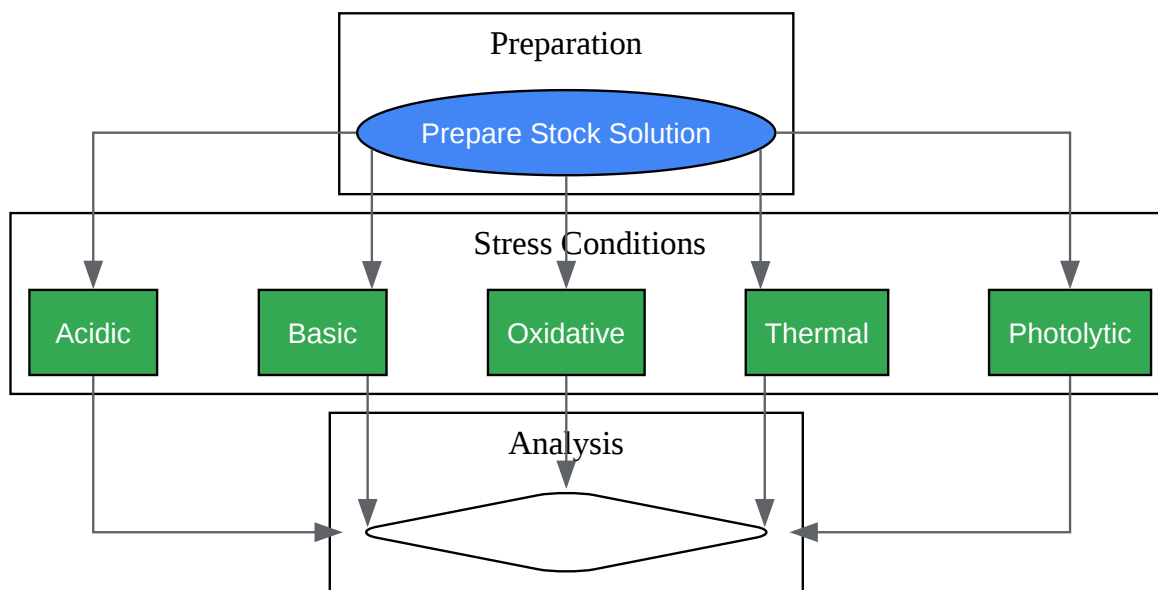 Preparation
Prepare Stock Solution
Stress Conditions
Acidic
Basic
Oxidative
Thermal
Photolytic
Analysis